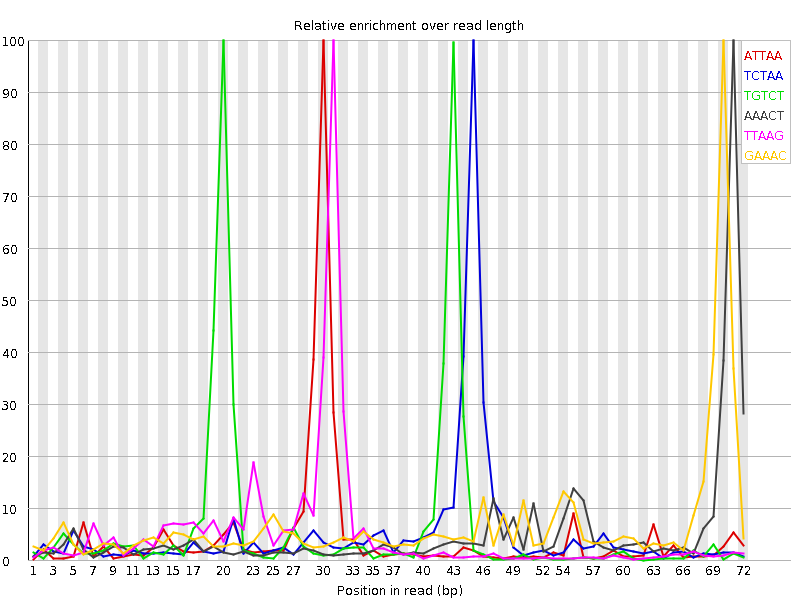 Relative enrichment over read length
100
90
80
70
60
50
40
30
20
10
0
ATTAA
TCTAA
TGTCT
AAACT
TTAAG
GAAAC
1 3 5 7 9 11 13 15 17 20 23 25 27 30 33 35 37 40 43 46 49 52 54 57 60 63 66 69 72
Position in read (bp)